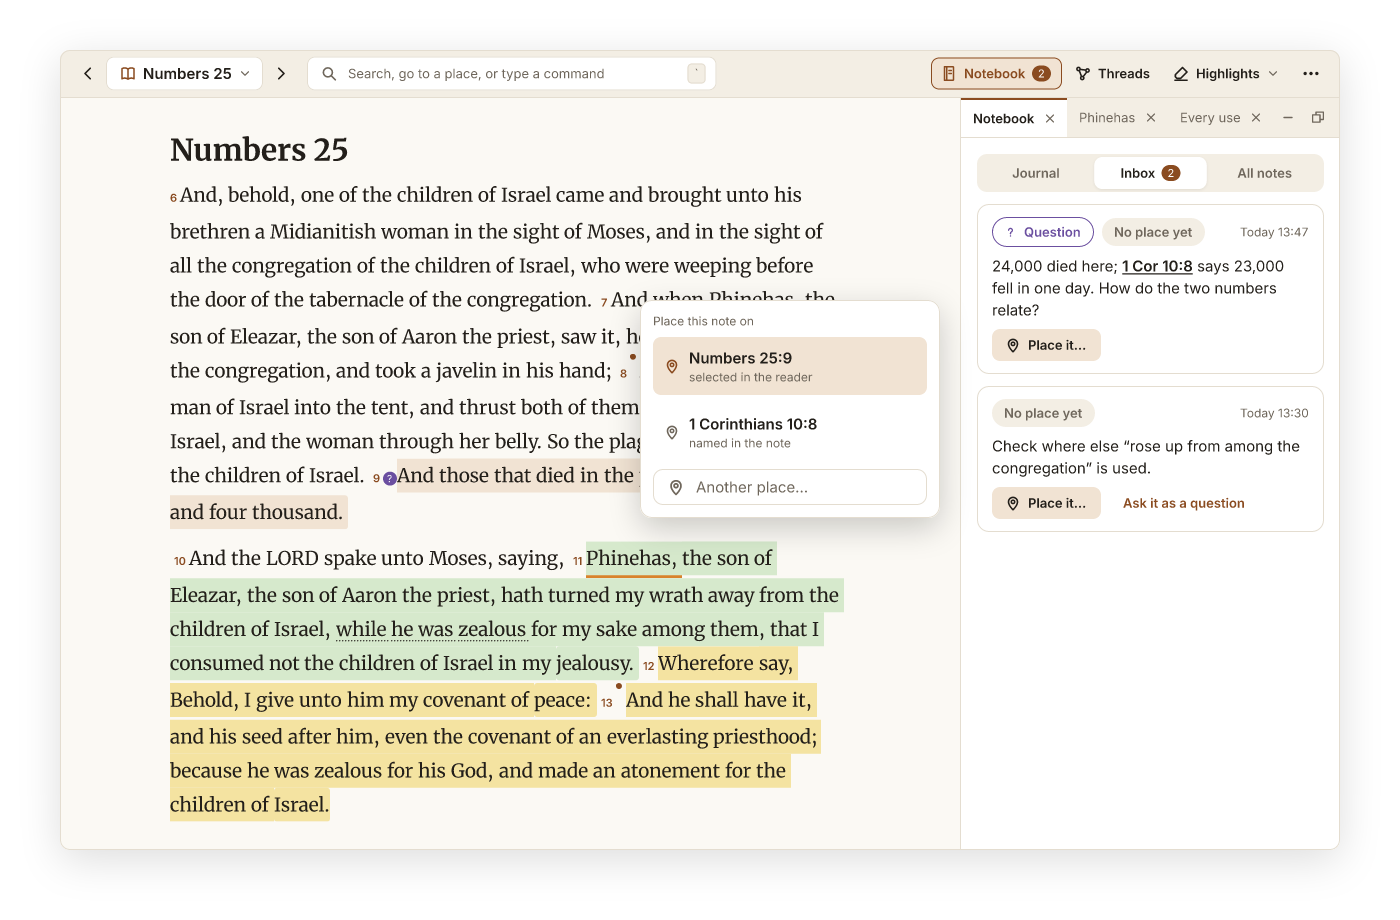 Numbers 25
Search, go to a place, or type a command
Notebook 2
Threads
Highlights
Numbers 25
6 And, behold, one of the children of Israel came and brought unto his
brethren a Midianitish woman in the sight of Moses, and in the sight of
all the congregation of the children of Israel, who were weeping before
the door of the tabernacle of the congregation. 7 And when Phinehas, the
son of Eleazar, the son of Aaron the priest, saw it,
the congregation, and took a javelin in his hand; 8
man of Israel into the tent, and thrust both of them
Israel, and the woman through her belly. So the
the children of Israel. 9 ? And those that died in the
and four thousand.
10 And the LORD spake unto Moses, saying, 11 Phinehas, the son of
Eleazar, the son of Aaron the priest, hath turned my wrath away from the
children of Israel, while he was zealous for my sake among them, that I
consumed not the children of Israel in my jealousy. 12 Wherefore say,
Behold, I give unto him my covenant of peace: 13 And he shall have it,
and his seed after him, even the covenant of an everlasting priesthood;
because he was zealous for his God, and made an atonement for the
children of Israel.
Place this note on
Numbers 25:9
selected in the reader
1 Corinthians 10:8
named in the note
Another place...
Notebook
Phinehas
Every use
Journal
Inbox 2
All notes
? Question
No place yet
Today 13:47
24,000 died here; 1 Cor 10:8 says 23,000
fell in one day. How do the two numbers
relate?
Place it...
No place yet
Today 13:30
Check where else “rose up from among the
congregation” is used.
Place it...
Ask it as a question